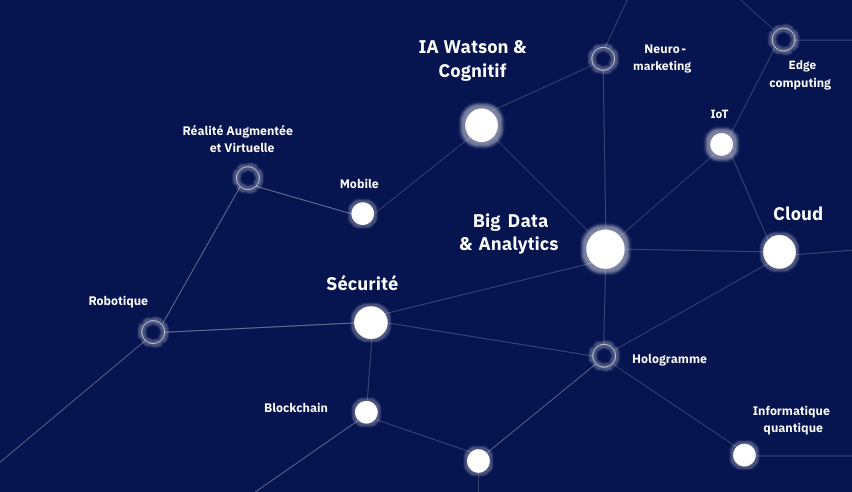 IA Watson &
Cognitif
Neuro-
marketing
Edge
computing
IoT
Réalité Augmentée
et Virtuelle
Mobile
Big Data
& Analytics
Cloud
Sécurité
Robotique
Hologramme
Blockchain
Informatique
quantique